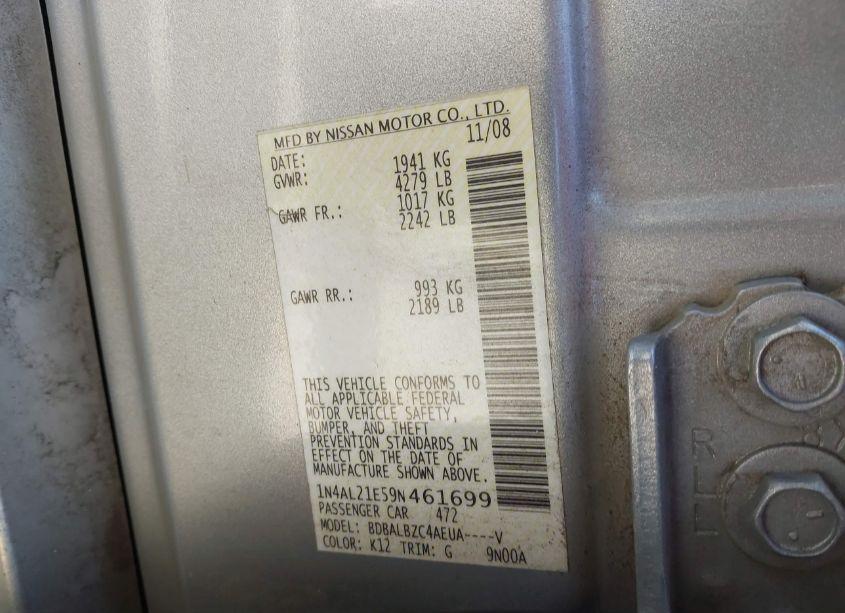 MFD BY NISSAN MOTOR CO., LTD.
DATE: 11/08
GVWR: 1941 KG
4279 LB
GAWR FR.: 1017 KG
2242 LB
GAWR RR.: 993 KG
2189 LB
THIS VEHICLE CONFORMS TO
ALL APPLICABLE FEDERAL
MOTOR VEHICLE SAFETY,
BUMPER, AND THEFT
PREVENTION STANDARDS IN
EFFECT ON THE DATE OF
MANUFACTURE SHOWN ABOVE.
1N4AL21E59N461699
PASSENGER CAR 472
MODEL: BDBALBZC4AEUA----V
COLOR: K12 TRIM: G 9N00A